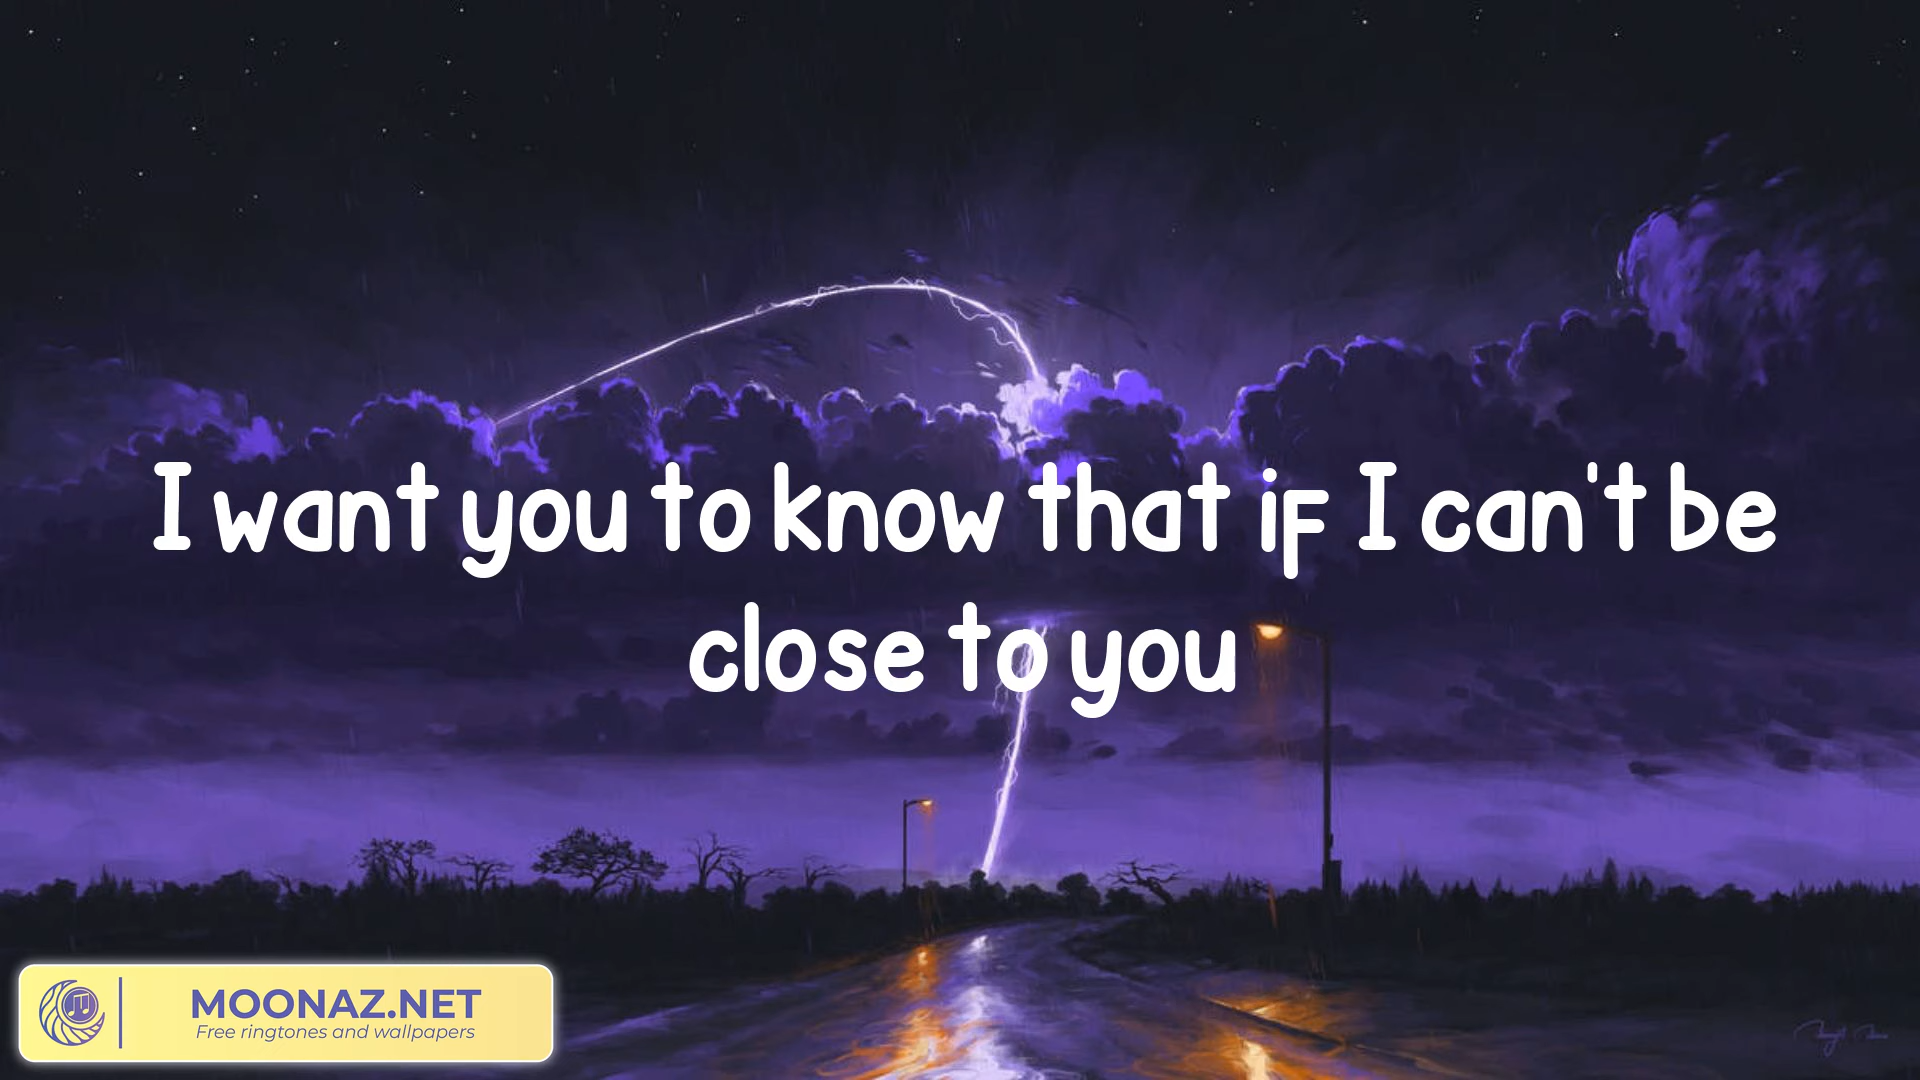 I want you to know that if I can't be
close to you
MOONAZ.NET
Free ringtones and wallpapers